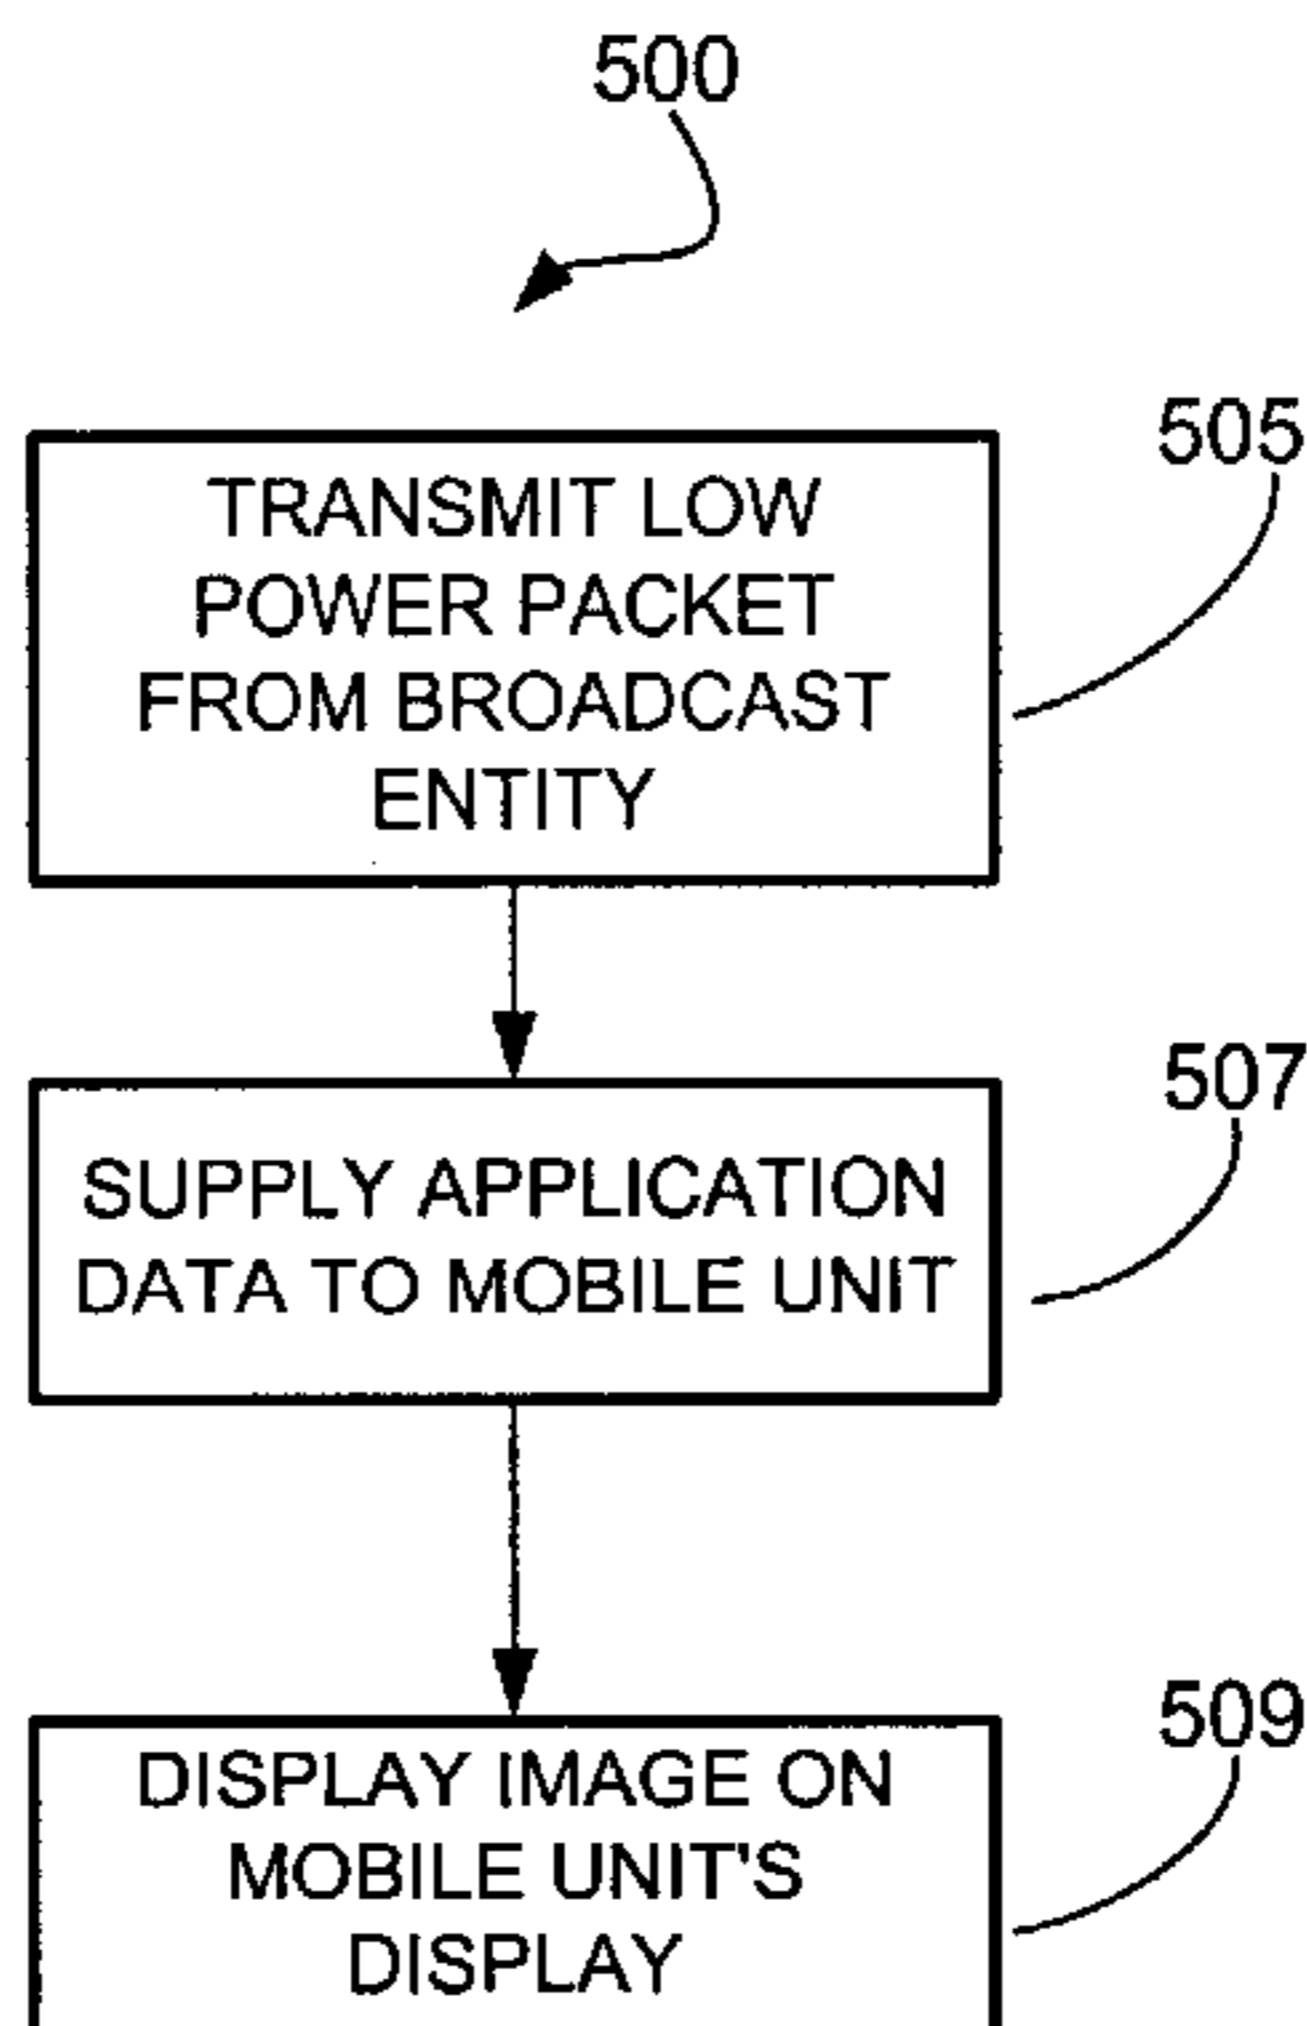 500
505
TRANSMIT LOW
POWER PACKET
FROM BROADCAST
ENTITY
507
SUPPLY APPLICATION
DATA TO MOBILE UNIT
509
DISPLAY IMAGE ON
MOBILE UNIT'S
DISPLAY